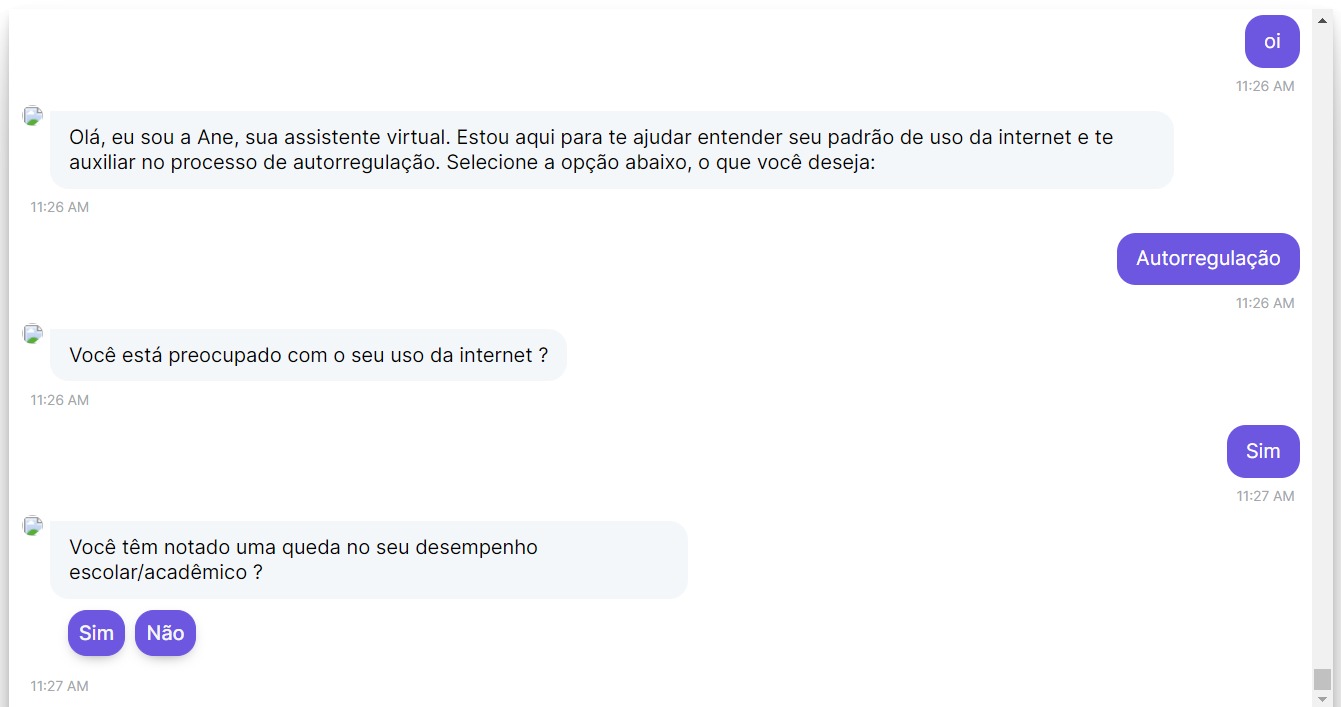 oi
11:26 AM
Olá, eu sou a Ane, sua assistente virtual. Estou aqui para te ajudar entender seu padrão de uso da internet e te
auxiliar no processo de autorregulação. Selecione a opção abaixo, o que você deseja:
11:26 AM
Autorregulação
11:26 AM
Você está preocupado com o seu uso da internet ?
11:26 AM
Sim
11:27 AM
Você têm notado uma queda no seu desempenho
escolar/acadêmico ?
Sim Não
11:27 AM